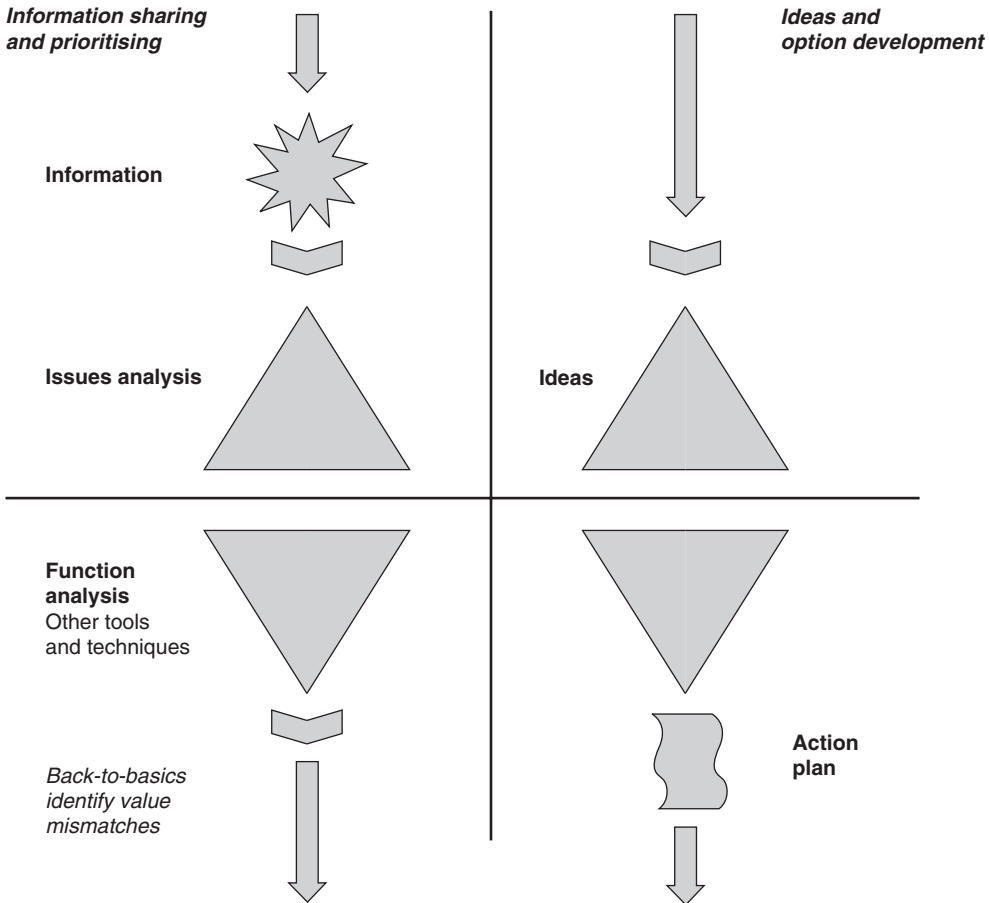 Information sharing
and prioritising
Ideas and
option development
Information
Issues analysis
Ideas
Function
analysis
Other tools
and techniques
Back-to-basics
identify value
mismatches
Action
plan